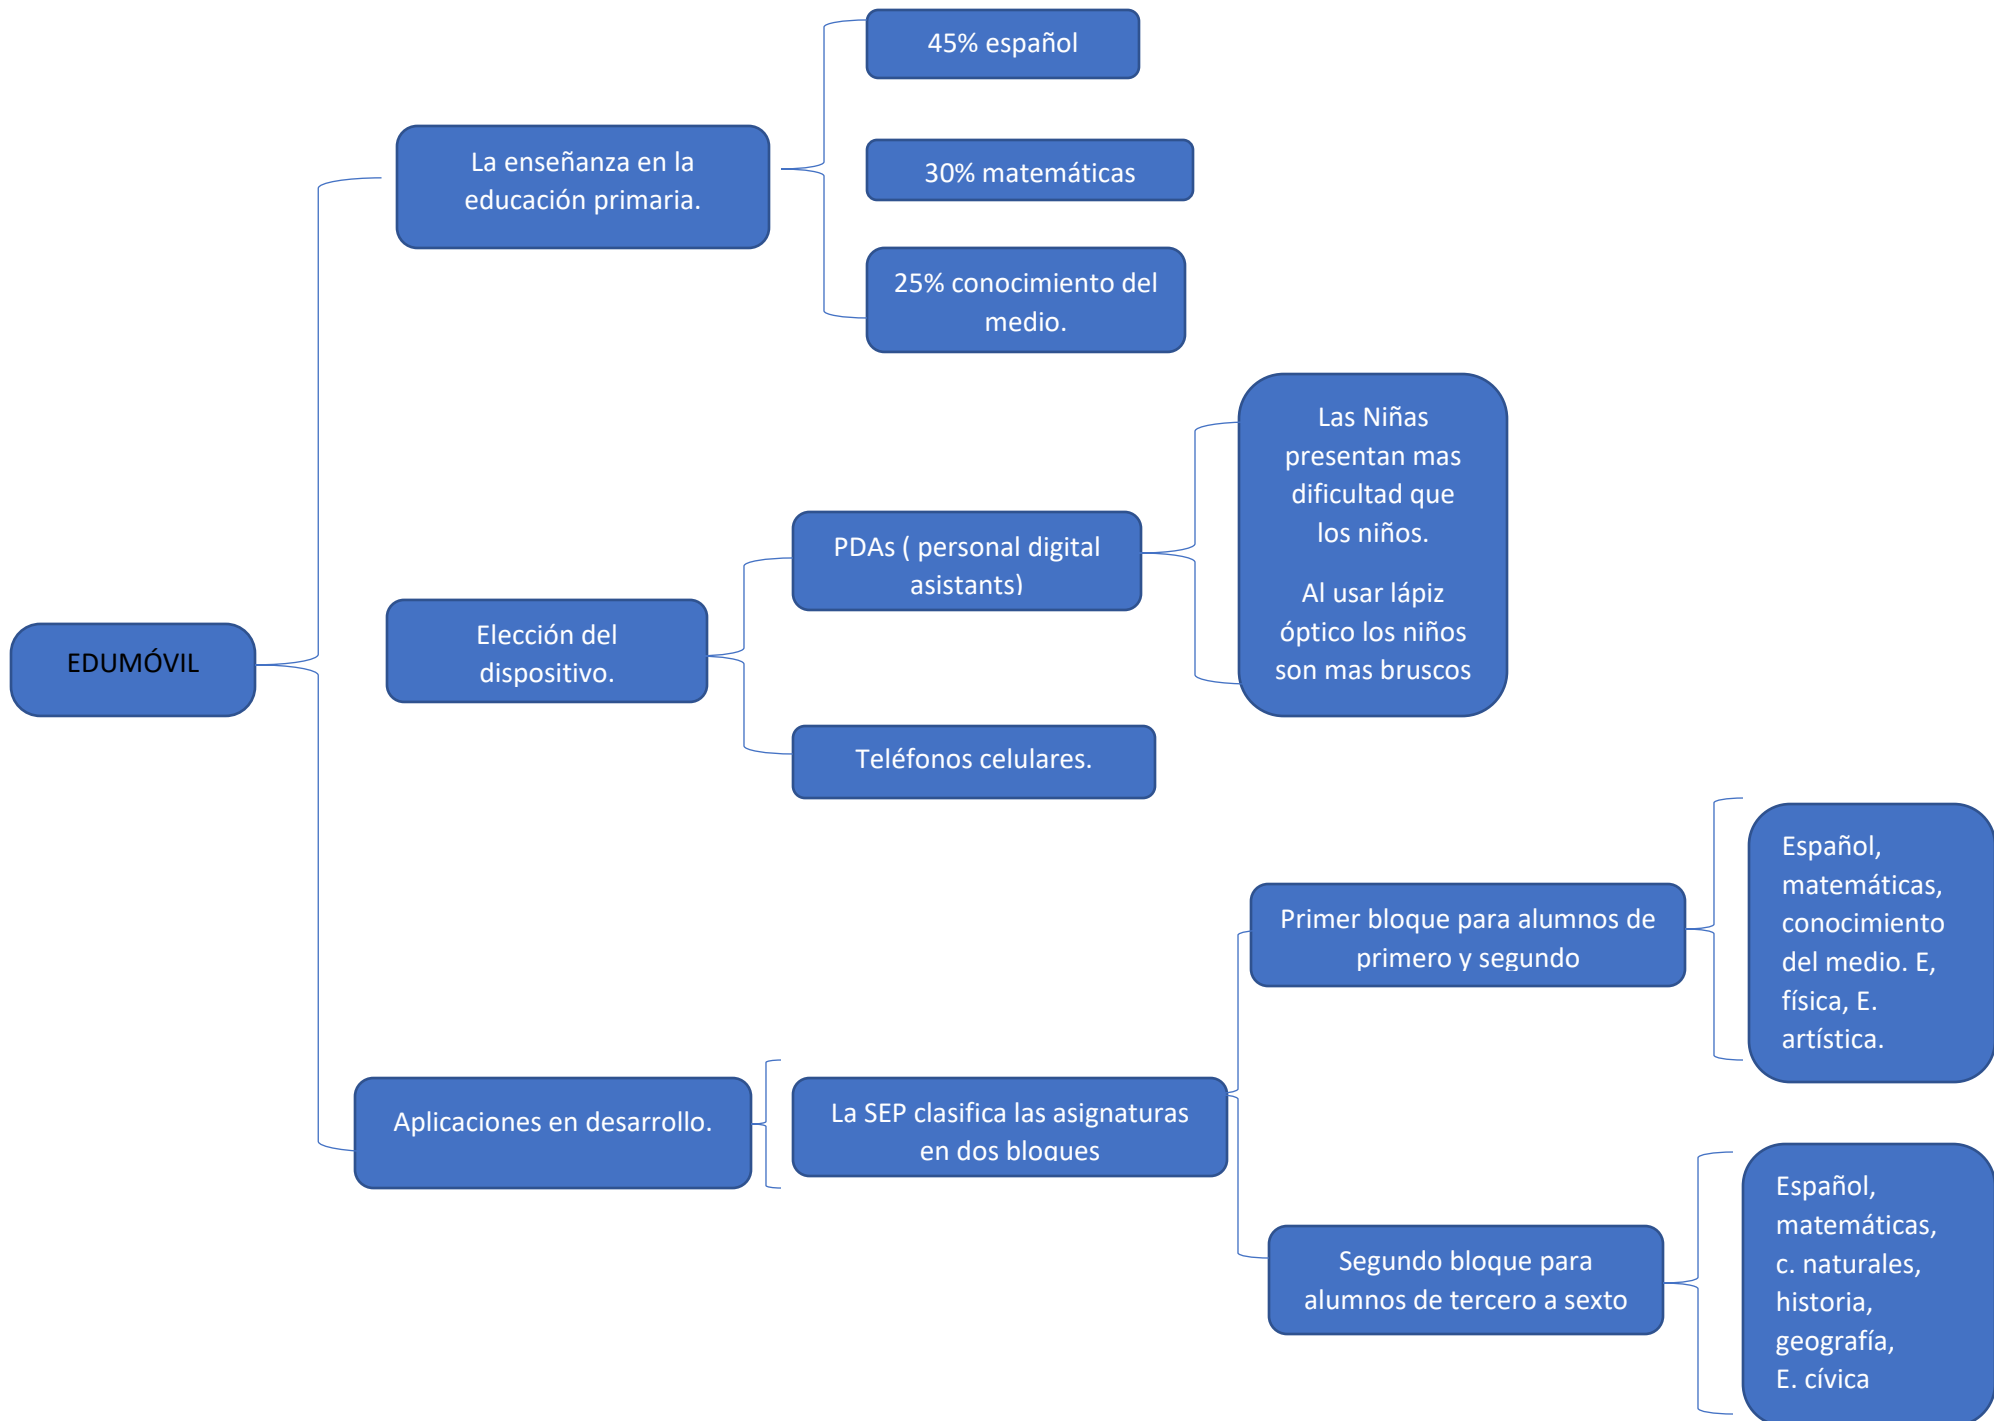 45% español
La enseñanza en la
educación primaria.
30% matemáticas
25% conocimiento del
medio.
EDUMÓVIL
Elección del
dispositivo.
PDAs ( personal digital
asistants)
Las Niñas
presentan mas
dificultad que
los niños.
Al usar lápiz
óptico los niños
son mas bruscos
Teléfonos celulares.
Aplicaciones en desarrollo.
La SEP clasifica las asignaturas
en dos bloques
Primer bloque para alumnos de
primero y segundo
Español,
matemáticas,
conocimiento
del medio. E,
física, E.
artística.
Segundo bloque para
alumnos de tercero a sexto
Español,
matemáticas,
c. naturales,
historia,
geografía,
E. cívica